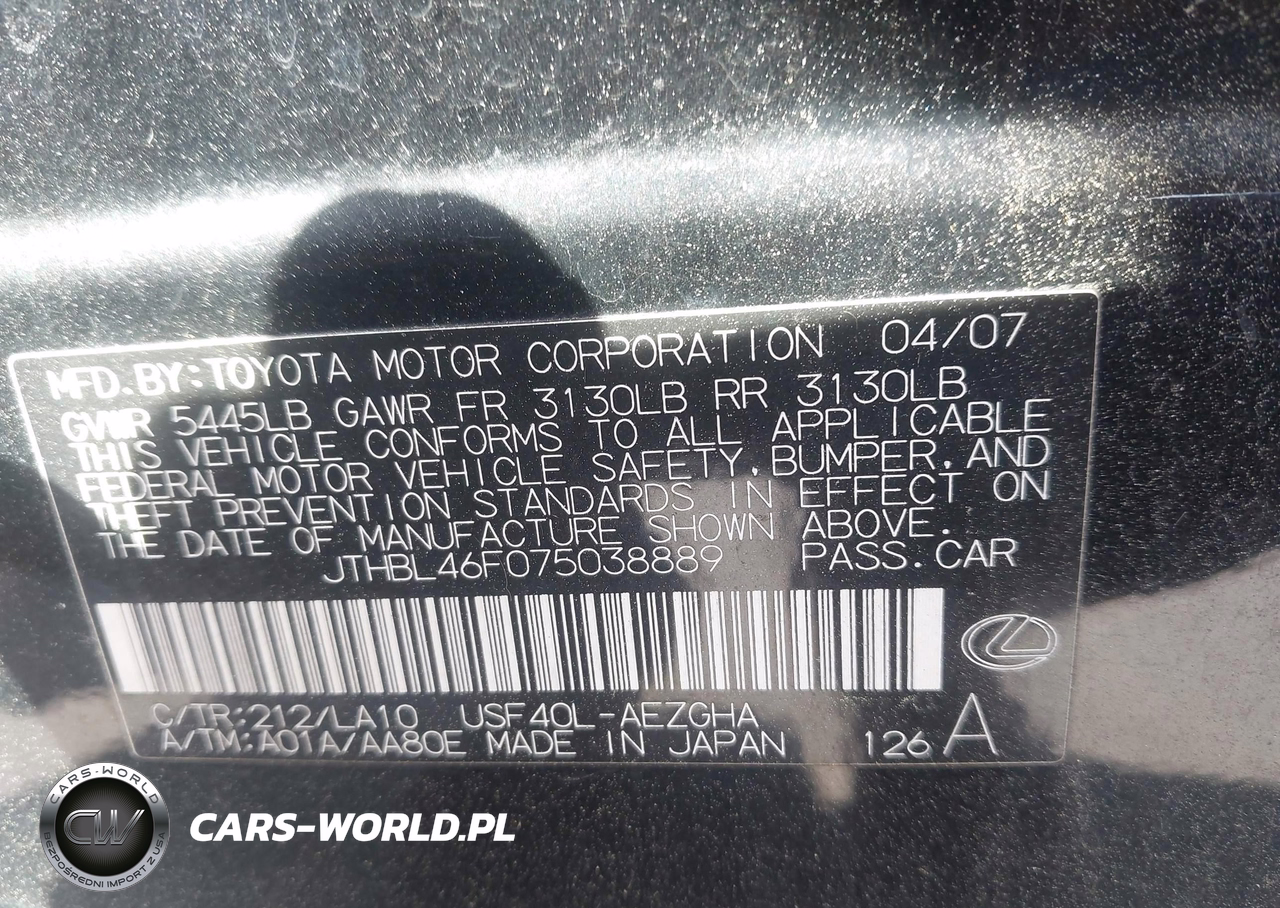 MFD.BY:TOYOTA MOTOR CORPORATION 04/07
GVWR 5445LB GAWR FR 3130LB RR 3130LB
THIS VEHICLE CONFORMS TO ALL APPLICABLE
FEDERAL MOTOR VEHICLE SAFETY,BUMPER,AND
THEFT PREVENTION STANDARDS IN EFFECT ON
THE DATE OF MANUFACTURE SHOWN ABOVE.
JTHBL46F075038889 PASS.CAR
C/TR:212/LA10 USF40L-AEZGHA
A/TM:A01A/AA80E MADE IN JAPAN 126 A
CARS-WORLD
CW
BEZPOŚREDNI IMPORT Z USA
CARS-WORLD.PL